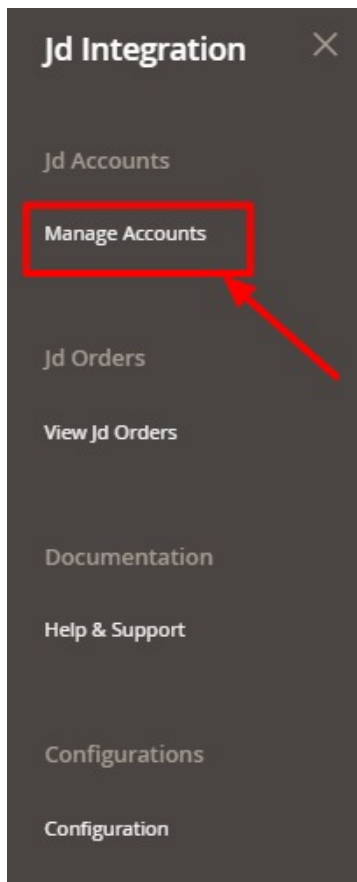 Jd Integration
Jd Accounts
Manage Accounts
Jd Orders
View Jd Orders
Documentation
Help & Support
Configurations
Configuration